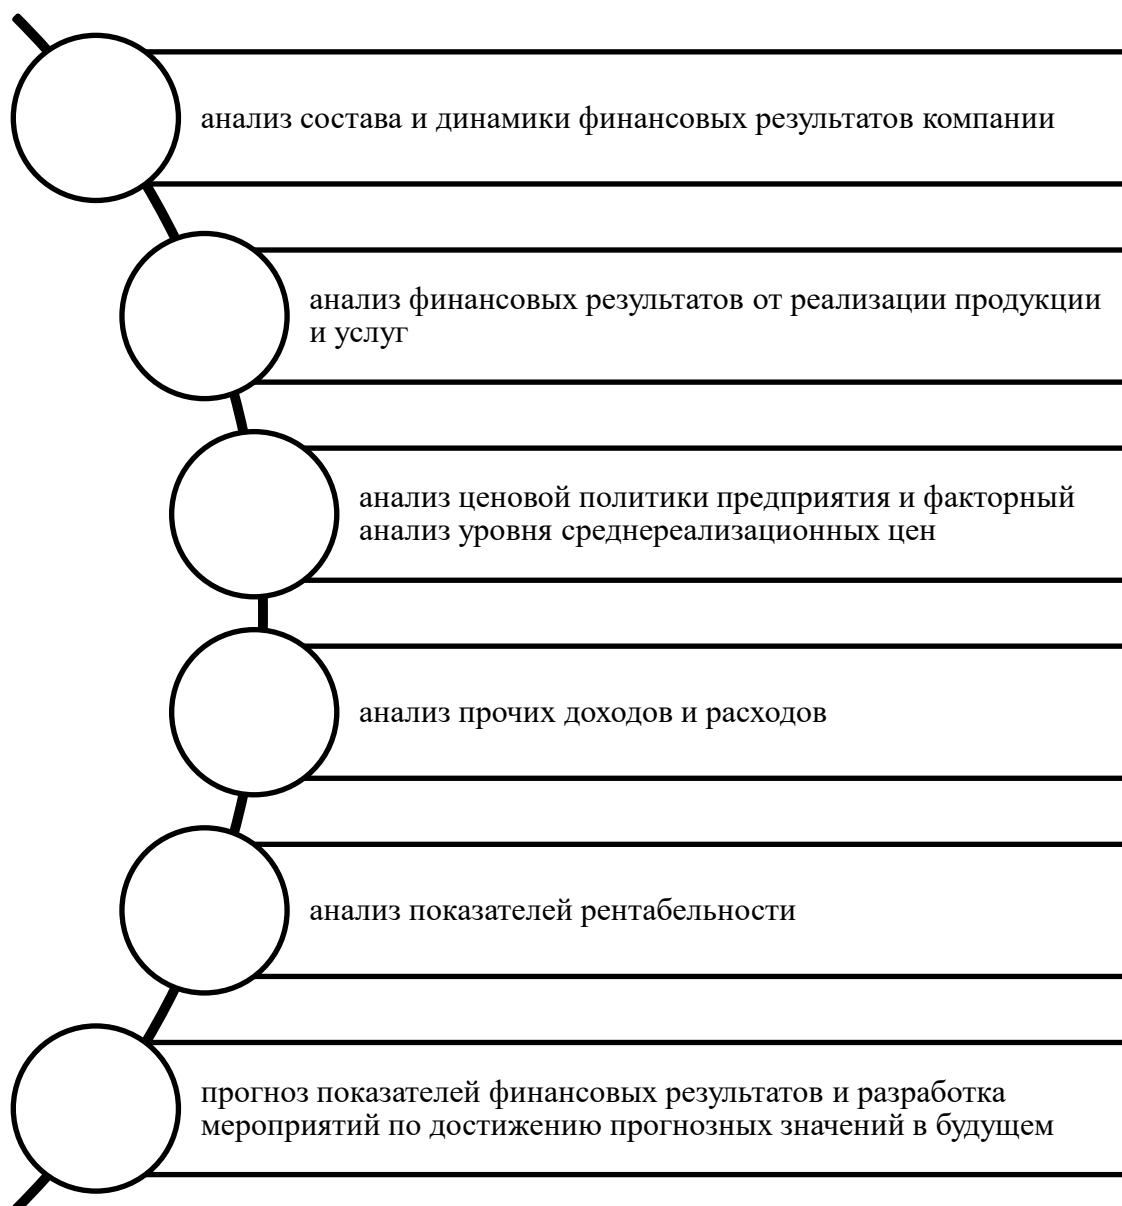 анализ состава и динамики финансовых результатов компании
анализ финансовых результатов от реализации продукции
и услуг
анализ ценовой политики предприятия и факторный
анализ уровня среднереализационных цен
анализ прочих доходов и расходов
анализ показателей рентабельности
прогноз показателей финансовых результатов и разработка
мероприятий по достижению прогнозных значений в будущем